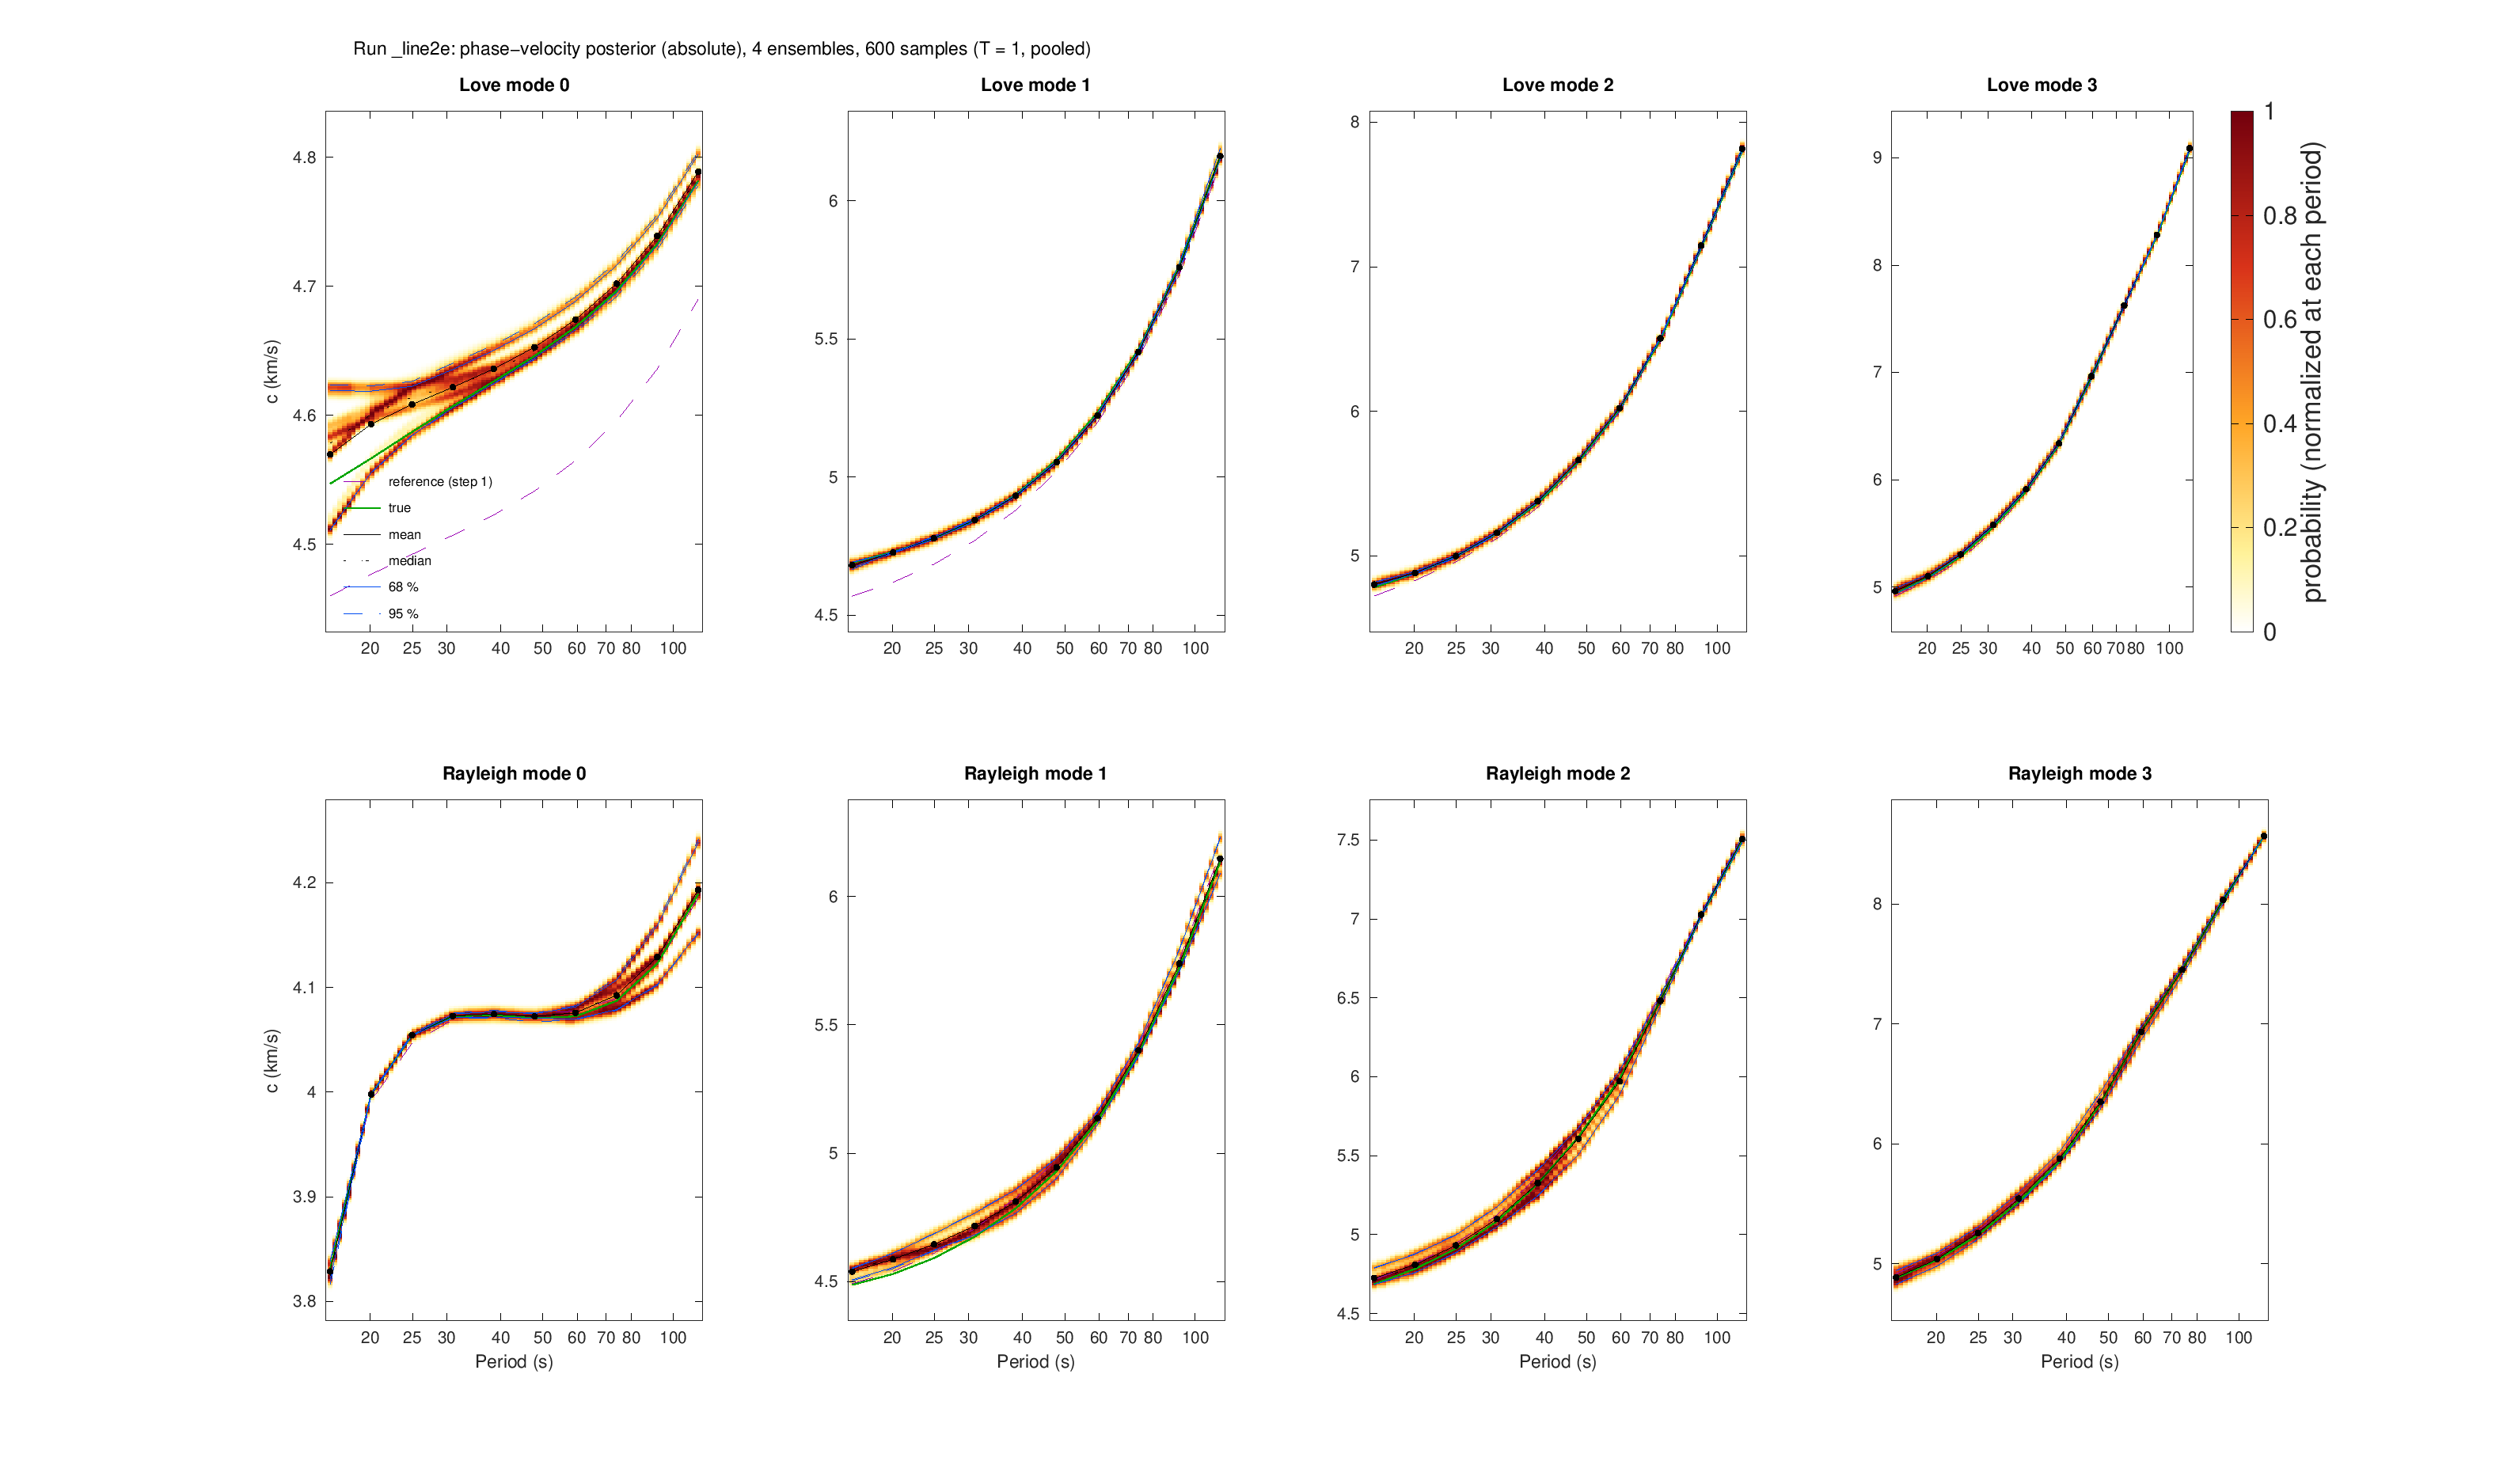 Run _line2e: phase−velocity posterior (absolute), 4 ensembles, 600 samples (T = 1, pooled)
Love mode 0
Love mode 1
Love mode 2
Love mode 3
c (km/s)
4.8
4.7
4.6
4.5
reference (step 1)
true
mean
median
68 %
95 %
20 25 30 40 50 60 70 80 100
6
5.5
5
4.5
20 25 30 40 50 60 70 80 100
8
7
6
5
20 25 30 40 50 60 70 80 100
9
8
7
6
5
20 25 30 40 50 60 70 80 100
1
0.8
0.6
0.4
0.2
0
probability (normalized at each period)
Rayleigh mode 0
Rayleigh mode 1
Rayleigh mode 2
Rayleigh mode 3
c (km/s)
4.2
4.1
4
3.9
3.8
20 25 30 40 50 60 70 80 100
Period (s)
6
5.5
5
4.5
20 25 30 40 50 60 70 80 100
Period (s)
7.5
7
6.5
6
5.5
5
4.5
20 25 30 40 50 60 70 80 100
Period (s)
8
7
6
5
20 25 30 40 50 60 70 80 100
Period (s)